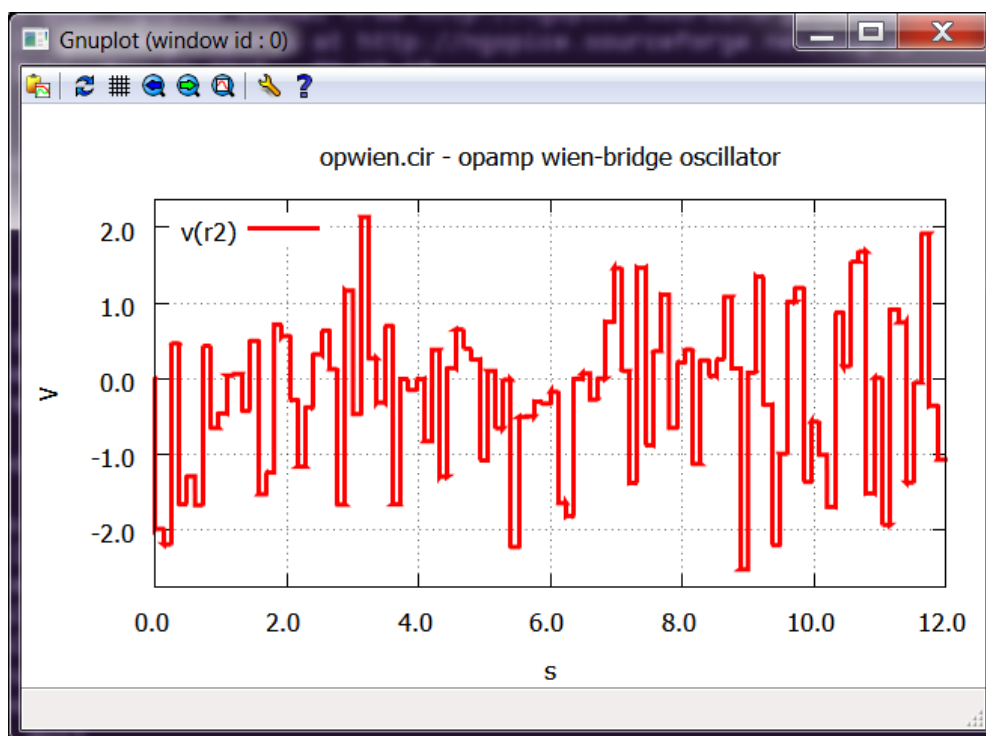 Gnuplot (window id : 0)
opwien.cir - opamp wien-bridge oscillator
v(r2)
2.0
1.0
0.0
-1.0
-2.0
v
0.0 2.0 4.0 6.0 8.0 10.0 12.0
s